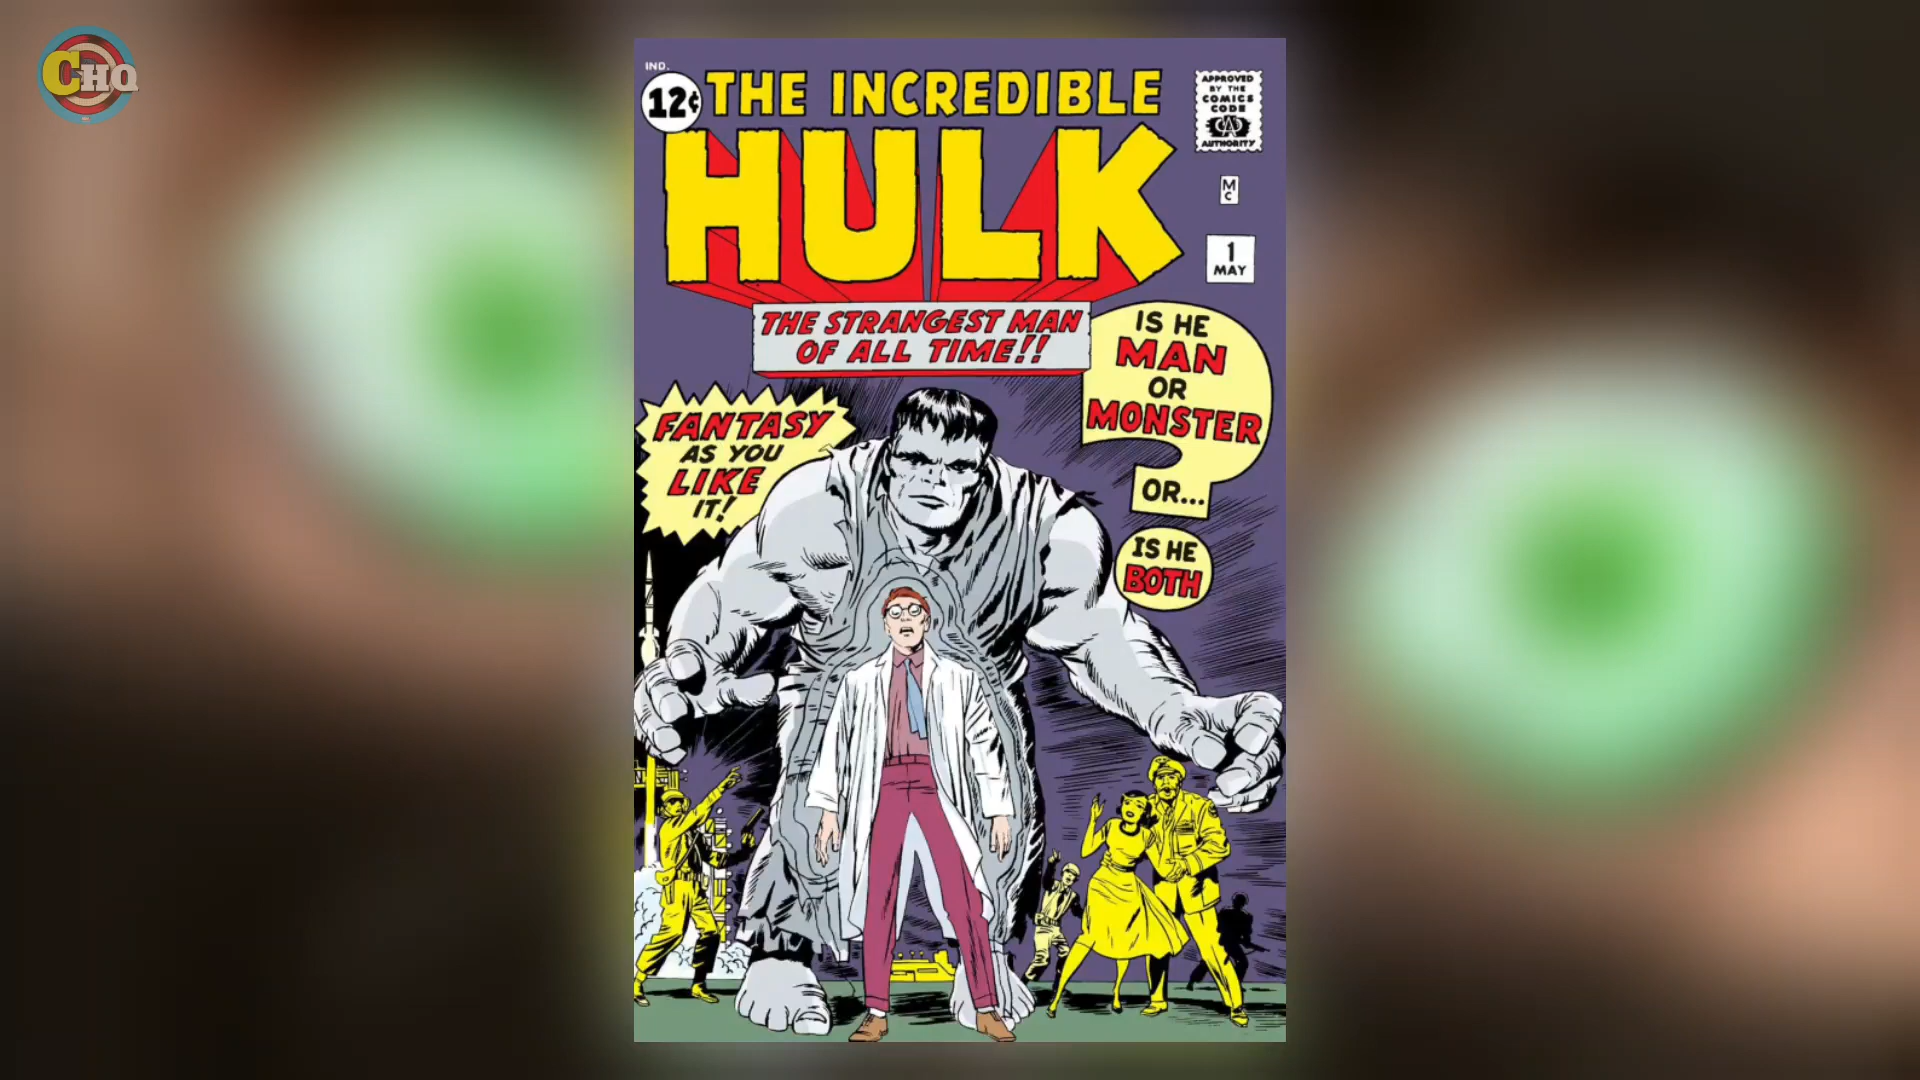 CHQ
IND.
12¢
THE INCREDIBLE
HULK
APPROVED
BY THE
COMICS
CODE
CA
AUTHORITY
M
C
1
MAY
THE STRANGEST MAN
OF ALL TIME!!
IS HE
MAN
OR
MONSTER
OR...
IS HE
BOTH
FANTASY
AS YOU
LIKE
IT!